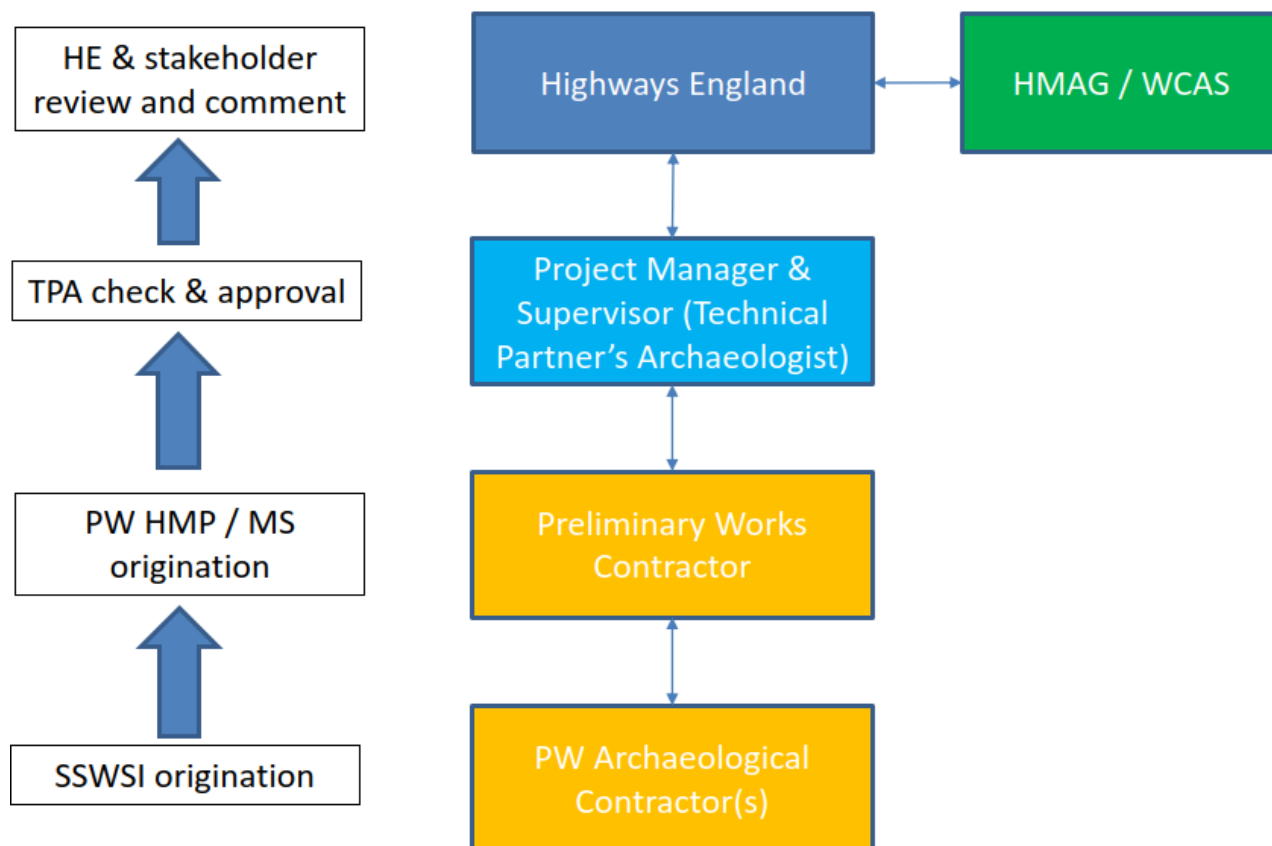 HE & stakeholder
review and comment
TPA check & approval
PW HMP / MS
origination
SSWSI origination
Highways England
HMAG / WCAS
Project Manager &
Supervisor (Technical
Partner’s Archaeologist)
Preliminary Works
Contractor
PW Archaeological
Contractor(s)